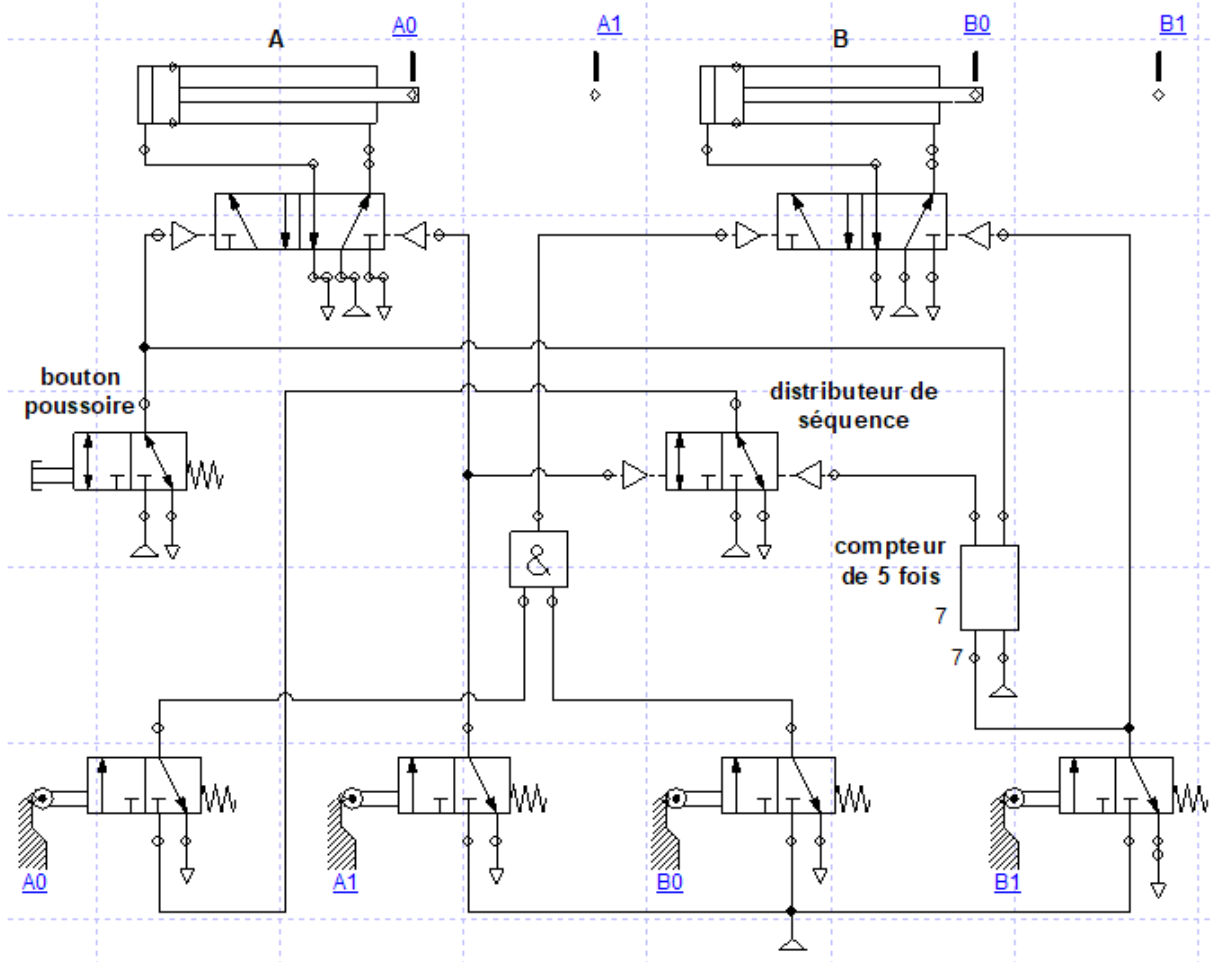 A
A0
A1
B
B0
B1
bouton
poussoire
distributeur de
séquence
&
compteur
de 5 fois
7
7
A0
A1
B0
B1